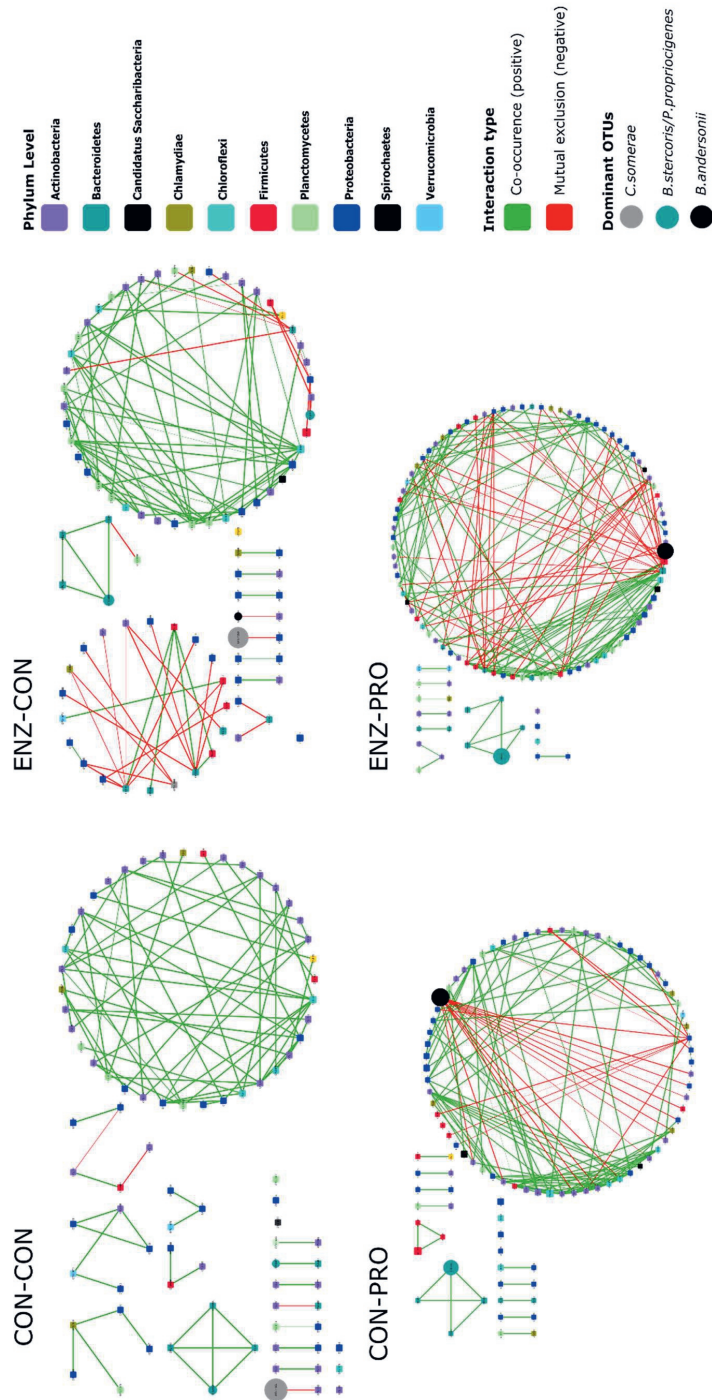 CON-CON
ENZ-CON
CON-PRO
ENZ-PRO
Phylum Level
Actinobacteria
Bacteroidetes
Candidatus Saccharibacteria
Chlamydiae
Chloroflexi
Firmicutes
Planctomycetes
Proteobacteria
Spirochaetes
Verrucomicrobia
Interaction type
Co-occurence (positive)
Mutual exclusion (negative)
Dominant OTUs
C.somerae
B.stercoris/P.propriocigenes
B.andersonii